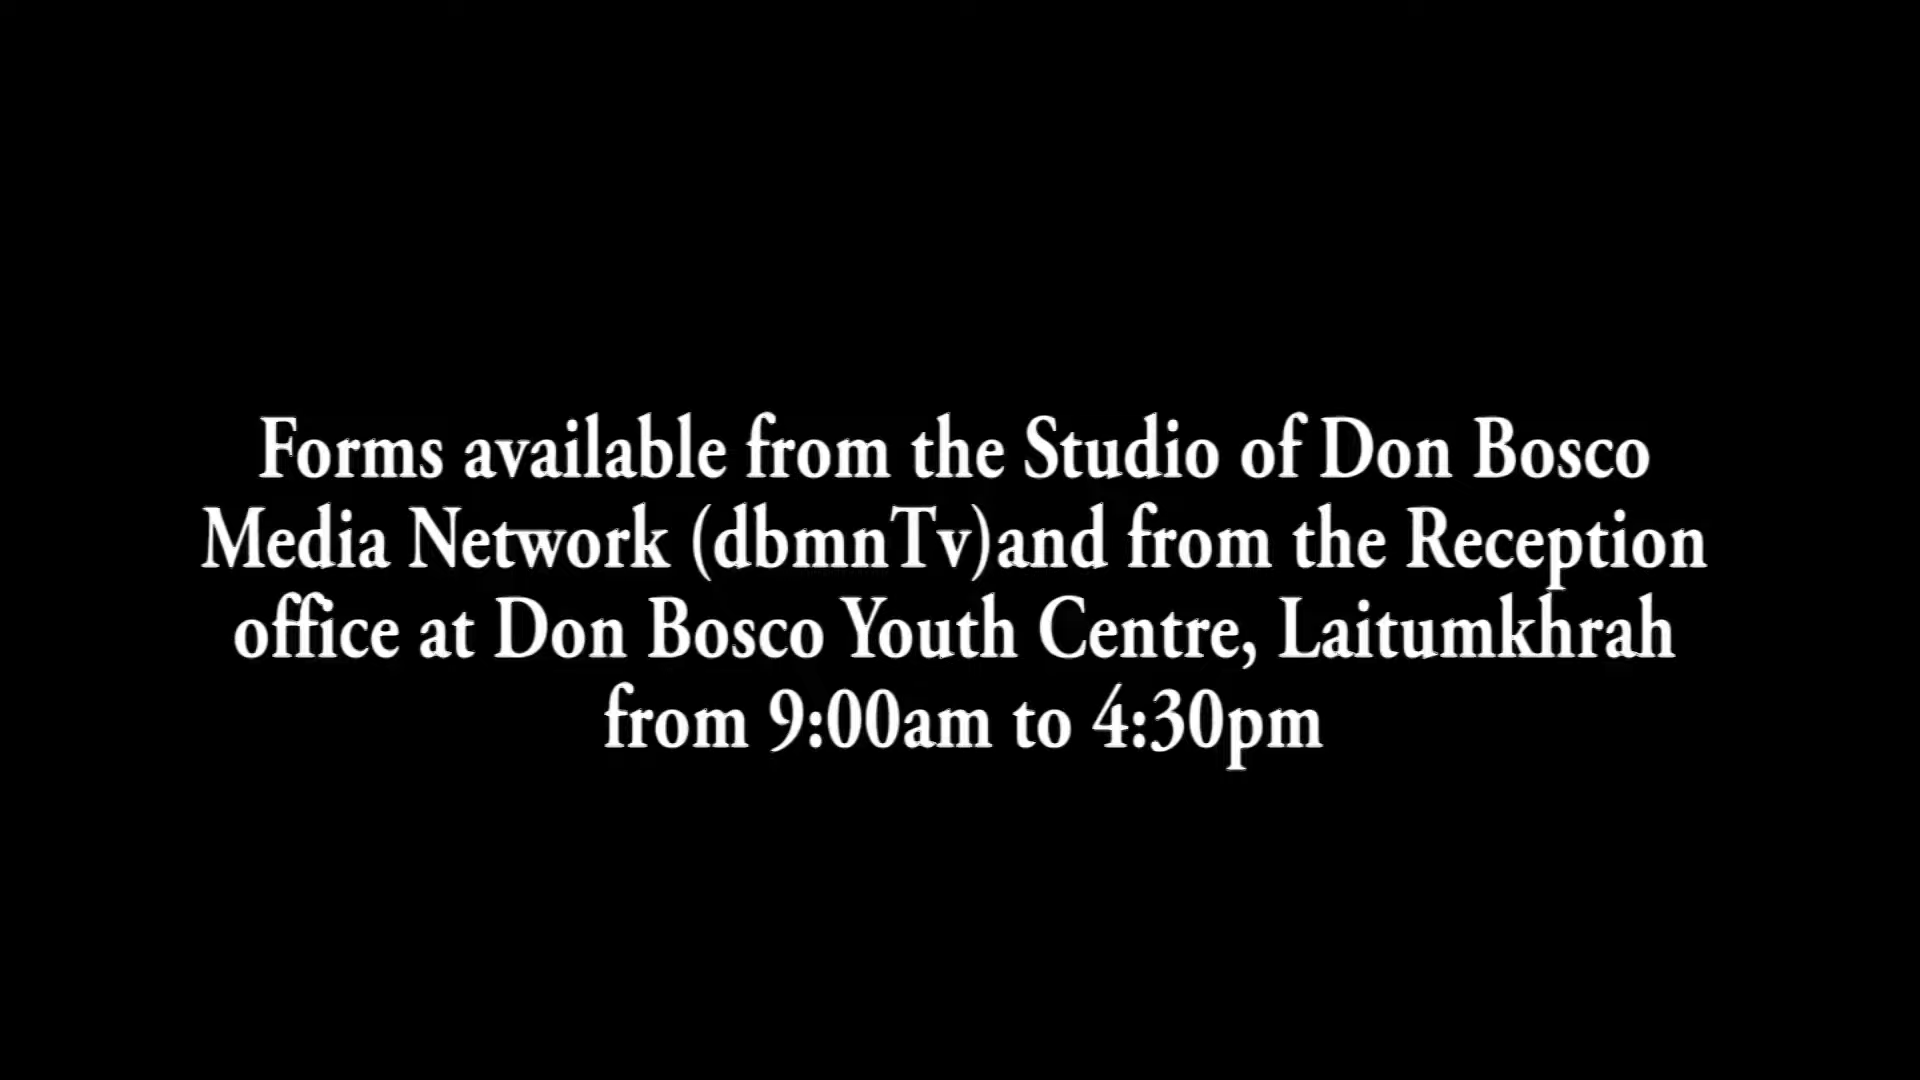 Forms available from the Studio of Don Bosco
Media Network (dbmnTv)and from the Reception
office at Don Bosco Youth Centre, Laitumkhrah
from 9:00am to 4:30pm